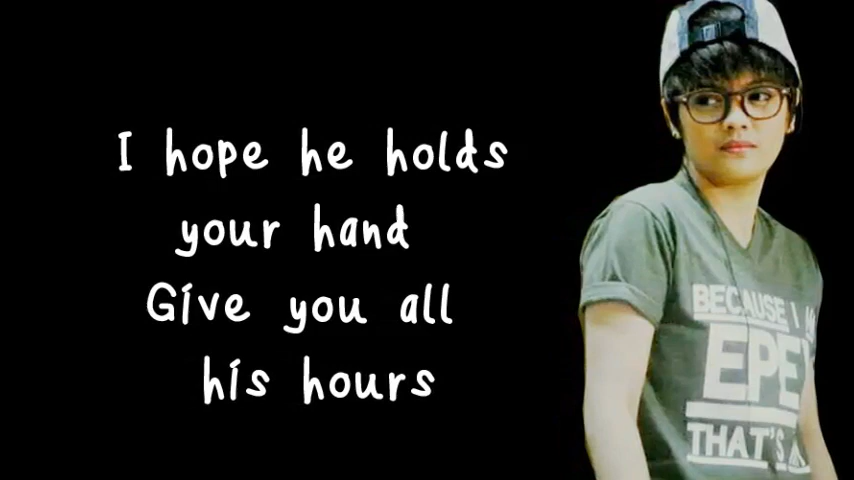 I hope he holds
your hand
Give you all
his hours
BECAUSE I
EPE
THAT'S